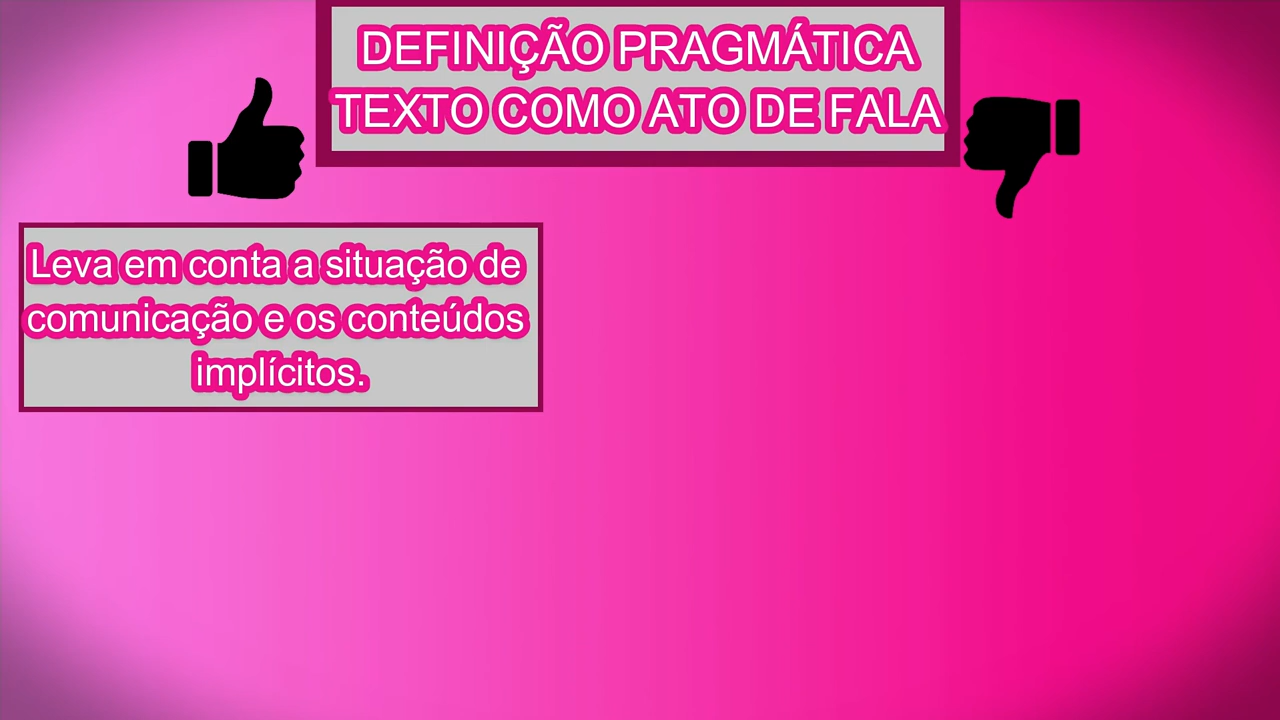 DEFINIÇÃO PRAGMÁTICA
TEXTO COMO ATO DE FALA
Leva em conta a situação de
comunicação e os conteúdos
implícitos.